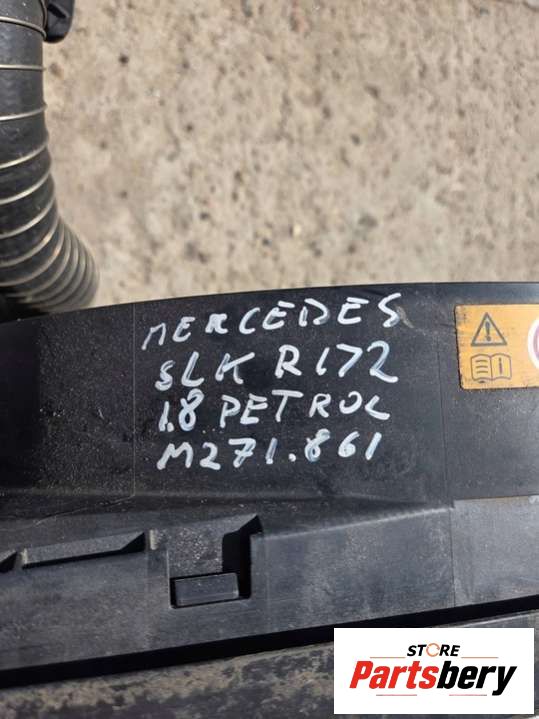 MERCEDES
SLK R172
1.8 PETROL
M271.861
STORE
Partsbery